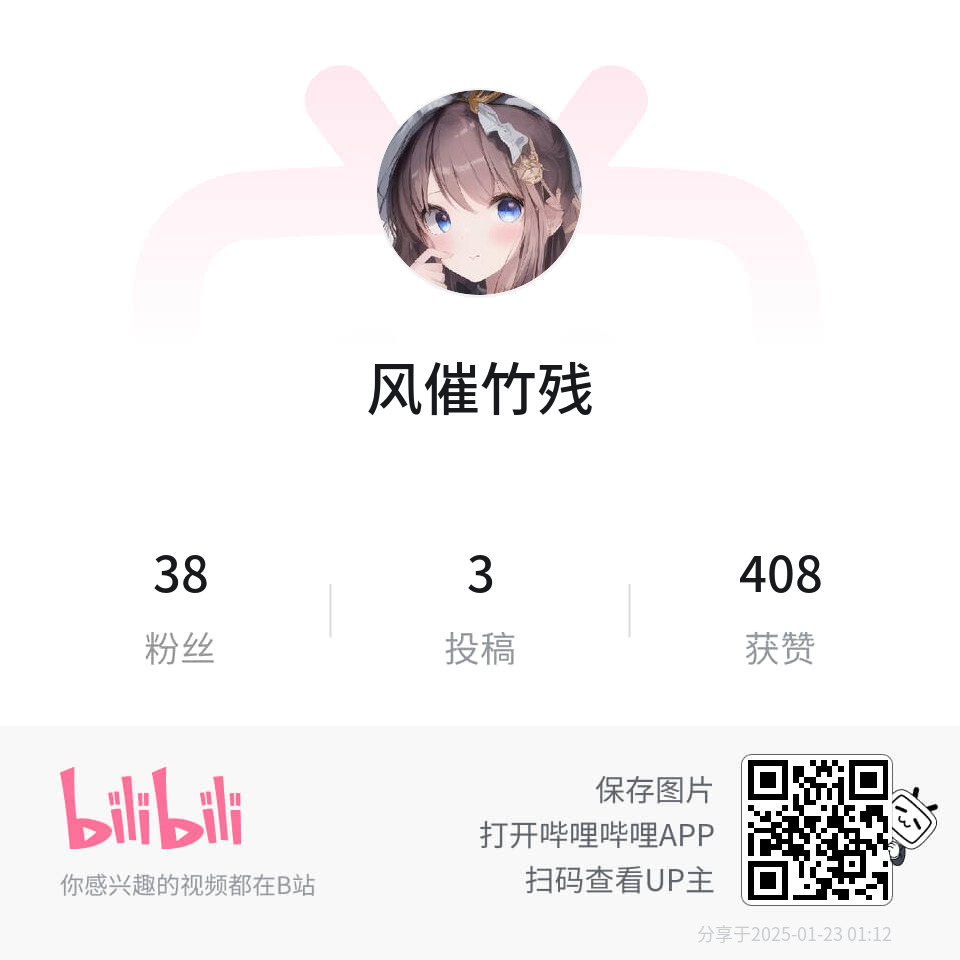 风催竹残
38
3
408
粉丝
投稿
获赞
bilibili
你感兴趣的视频都在B站
保存图片
打开哔哩哔哩APP
扫码查看UP主
分享于2025-01-23 01:12